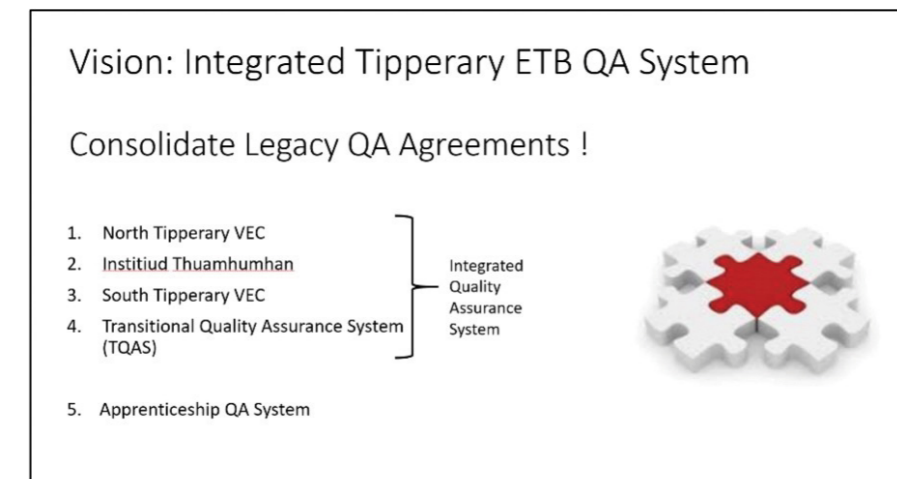 Vision: Integrated Tipperary ETB QA System
Consolidate Legacy QA Agreements !
1. North Tipperary VEC
2. Institiud Thuamhumhan
3. South Tipperary VEC
4. Transitional Quality Assurance System
(TQAS)
Integrated
Quality
Assurance
System
5. Apprenticeship QA System